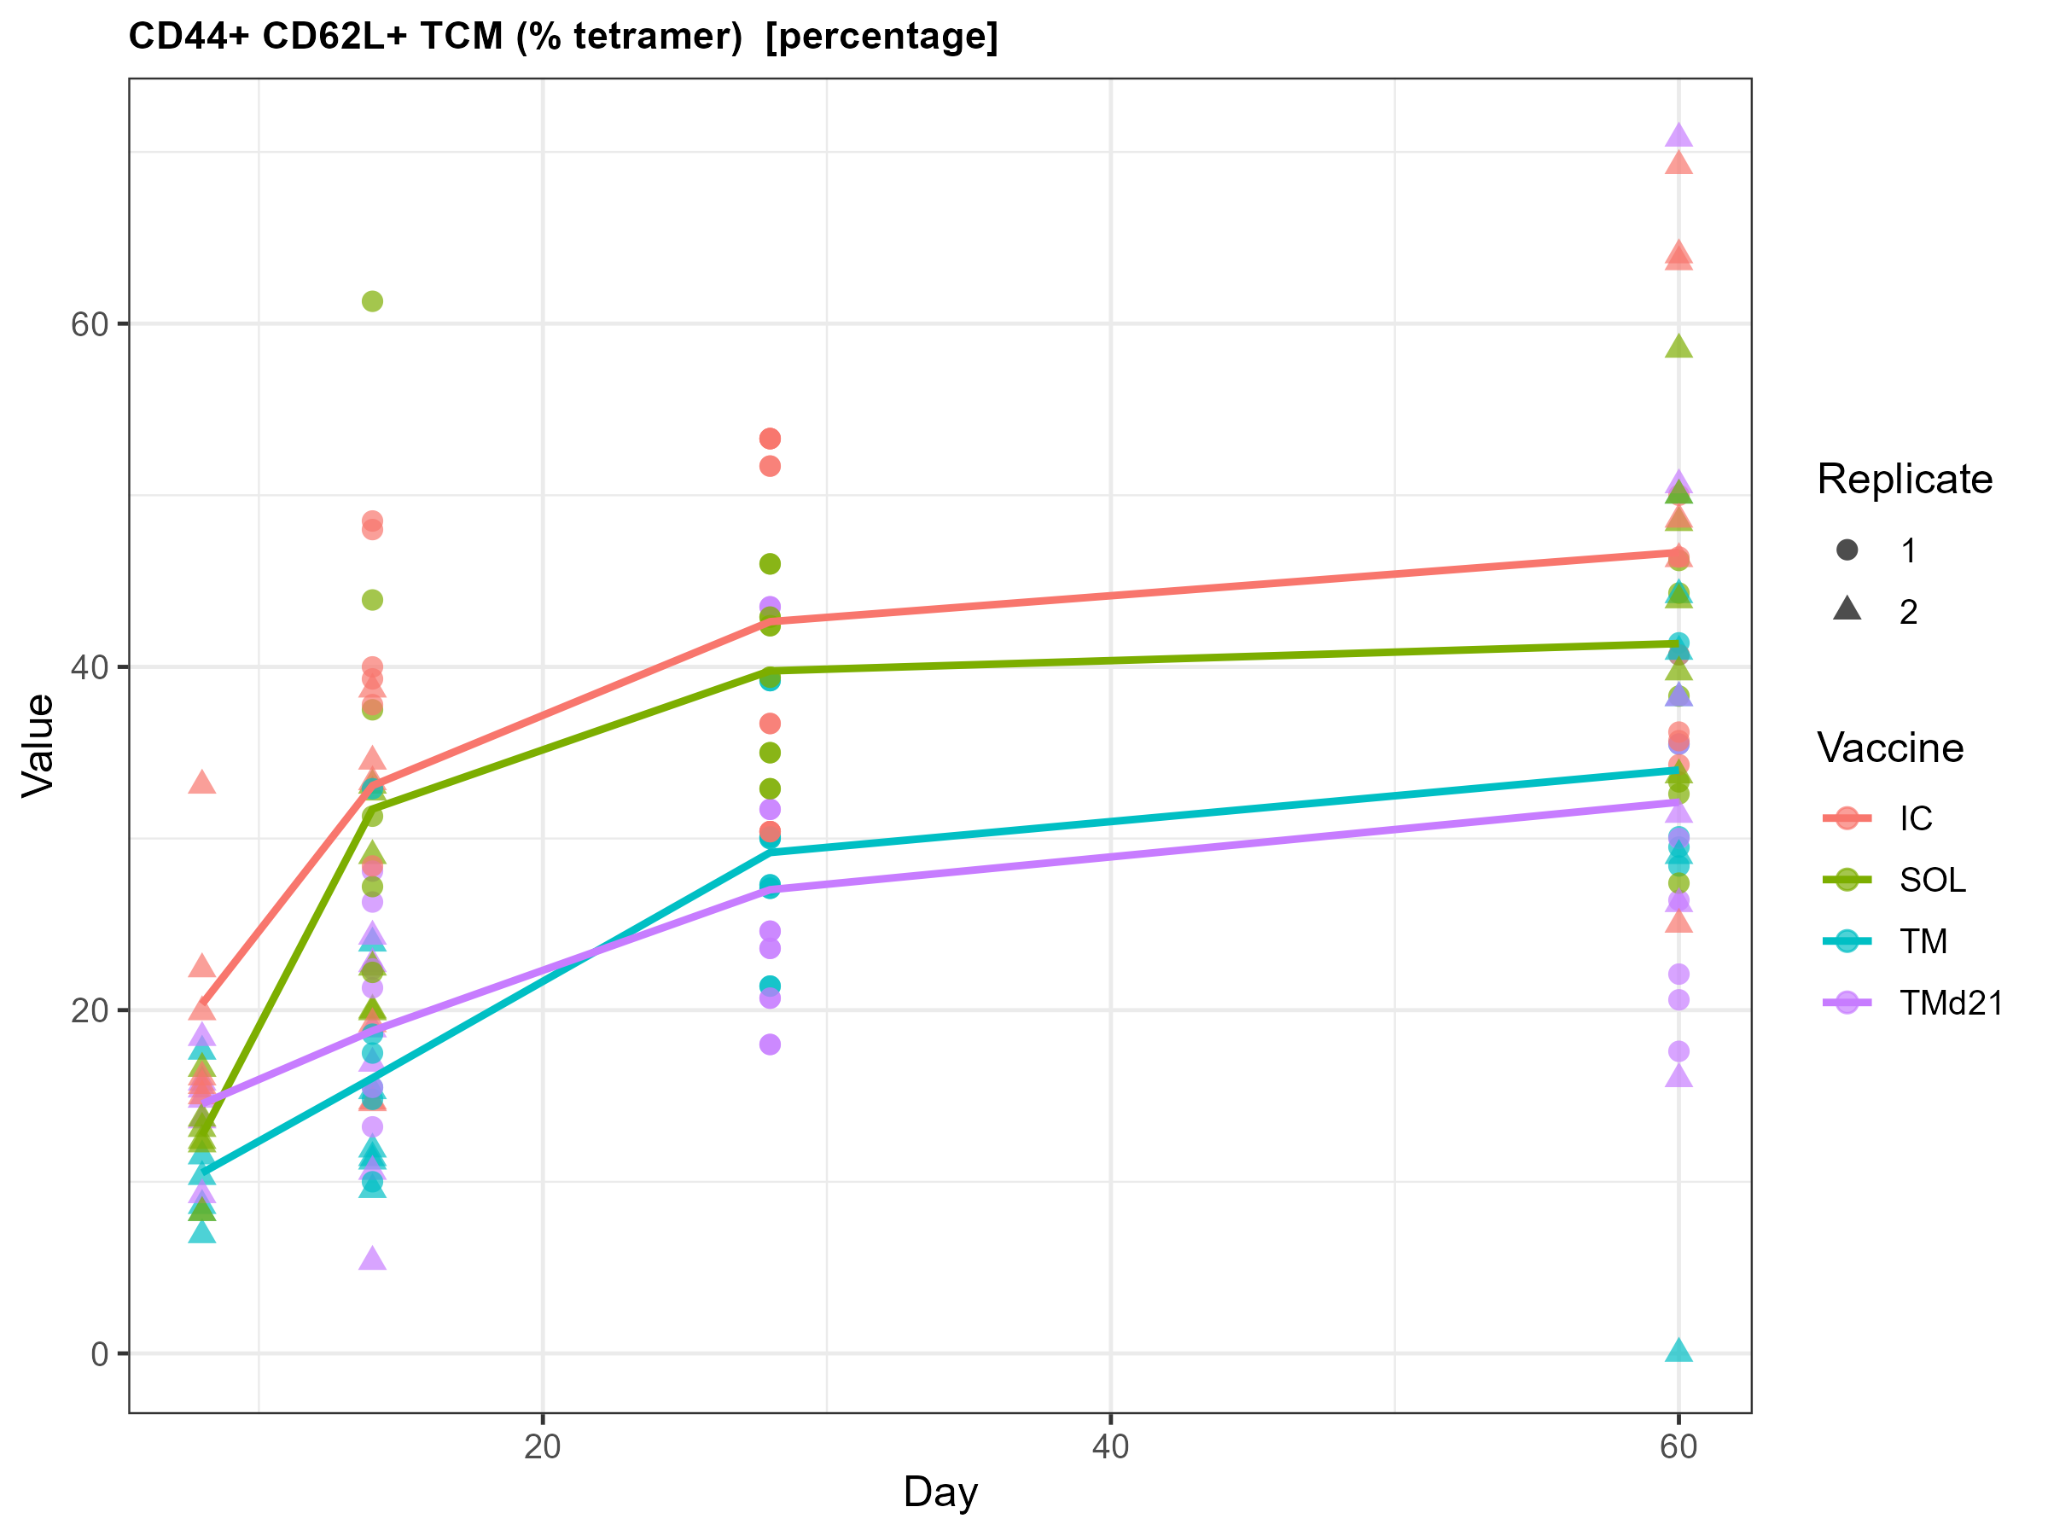 CD44+ CD62L+ TCM (% tetramer) [percentage]
Value
60
40
20
0
20
40
60
Day
Replicate
1
2
Vaccine
IC
SOL
TM
TMd21